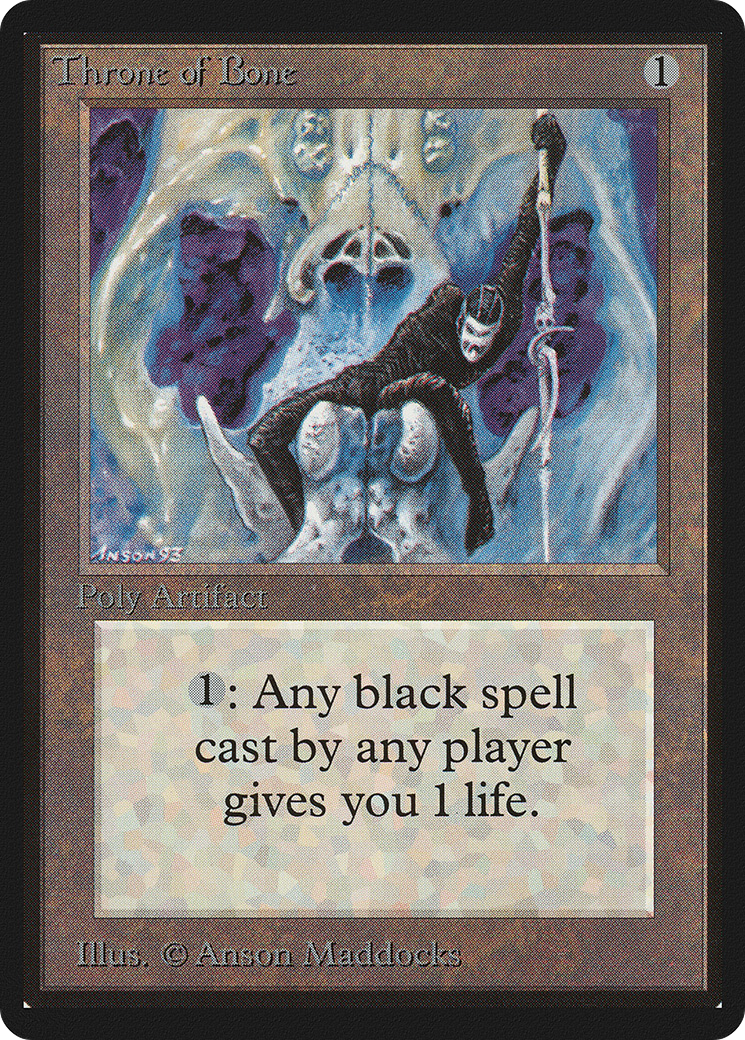 Throne of Bone
1
ANSON93
Poly Artifact
1: Any black spell
cast by any player
gives you 1 life.
Illus. © Anson Maddocks